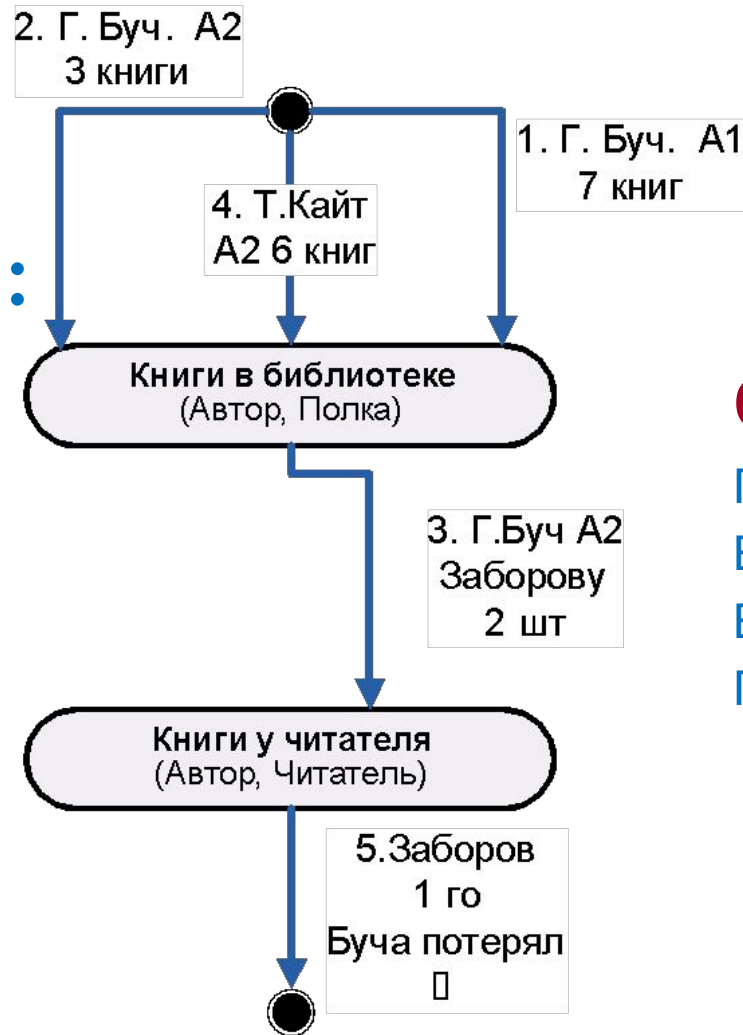 2. Г. Буч. А2
3 книги
1. Г. Буч. А1
7 книг
4. Т.Кайт
А2 6 книг
Книги в библиотеке
(Автор, Полка)
3. Г.Буч А2
Заборову
2 шт
Книги у читателя
(Автор, Читатель)
5.Заборов
1 го
Буча потерял